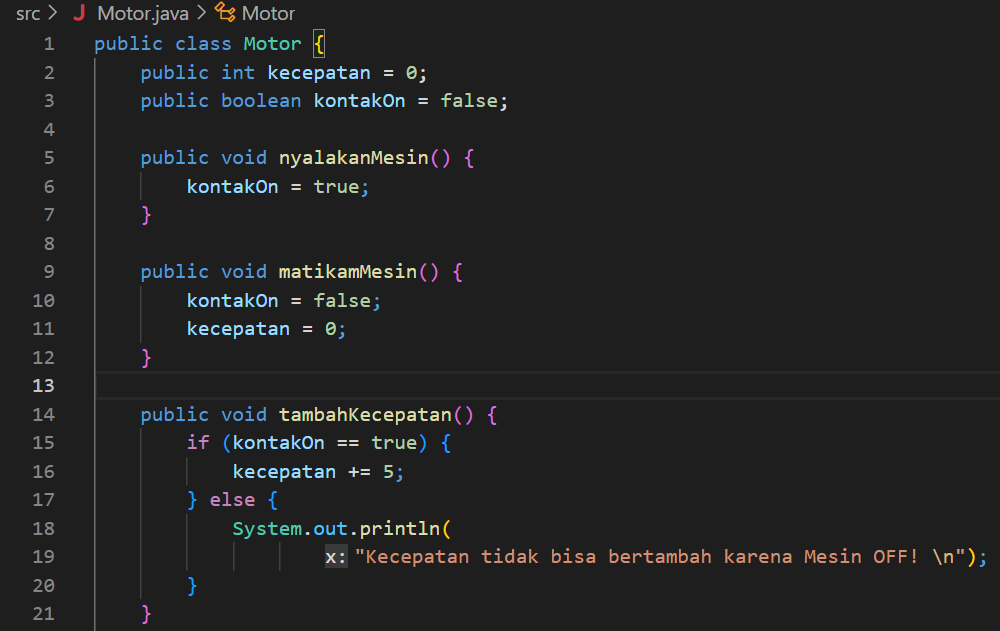 src > J Motor.java > Motor
1 public class Motor {
2     public int kecepatan = 0;
3     public boolean kontakOn = false;
4
5     public void nyalakanMesin() {
6         kontakOn = true;
7     }
8
9     public void matikamMesin() {
10         kontakOn = false;
11         kecepatan = 0;
12     }
13
14     public void tambahKecepatan() {
15         if (kontakOn == true) {
16             kecepatan += 5;
17         } else {
18             System.out.println(
19                     x: "Kecepatan tidak bisa bertambah karena Mesin OFF! \n");
20         }
21     }